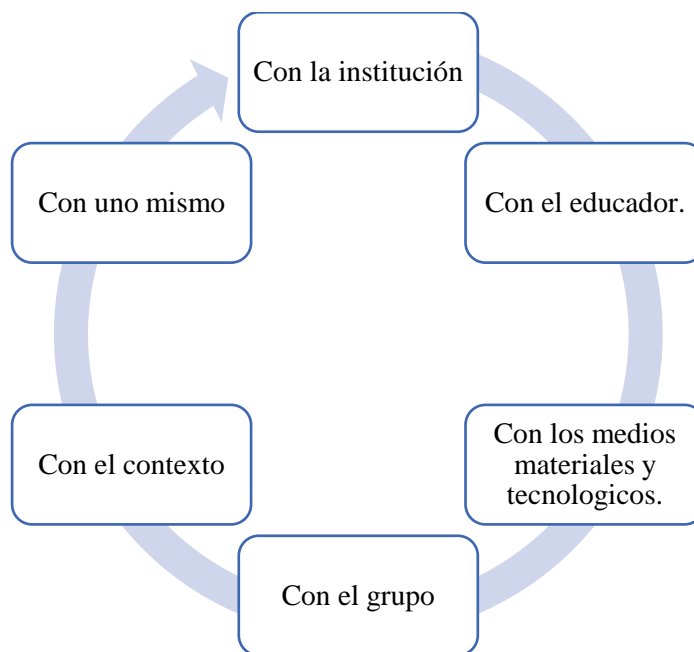 Con la institución
Con el educador.
Con los medios
materiales y
tecnologicos.
Con el grupo
Con el contexto
Con uno mismo